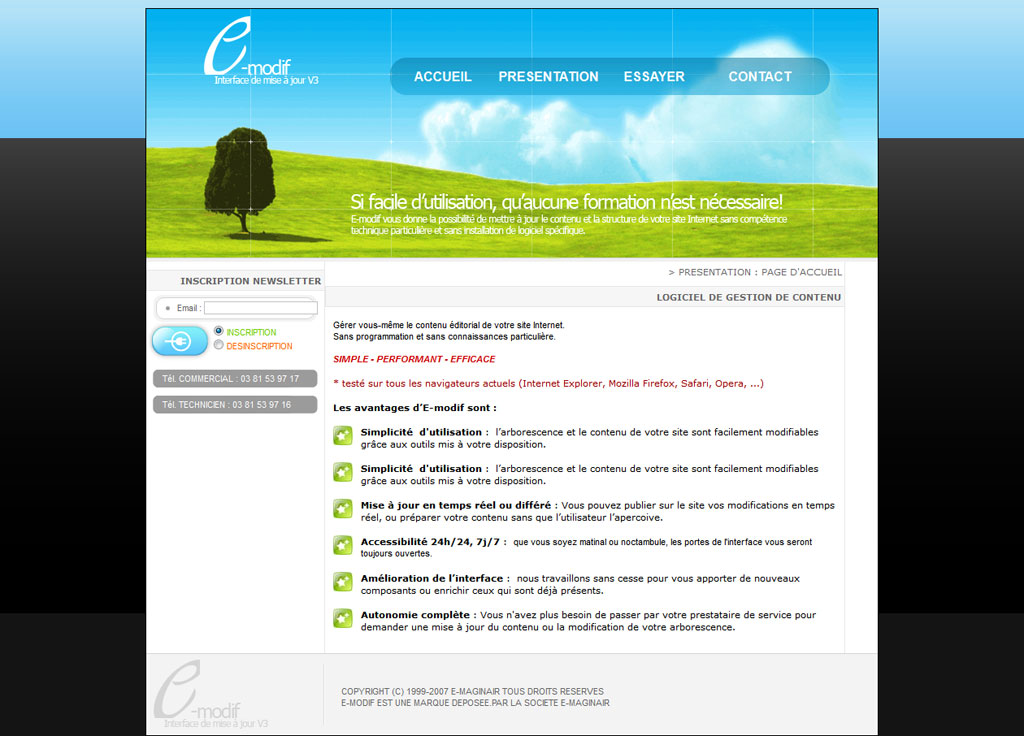 e-modif
Interface de mise à jour V3
ACCUEIL PRESENTATION ESSAYER CONTACT
Si facile d'utilisation, qu'aucune formation n'est nécessaire!
E-modif vous donne la possibilité de mettre à jour le contenu et la structure de votre site Internet sans compétence
technique particulière et sans installation de logiciel spécifique.
INSCRIPTION NEWSLETTER
Email :
INSCRIPTION
DESINSCRIPTION
Tél. COMMERCIAL : 03 81 53 97 17
Tél. TECHNICIEN : 03 81 53 97 16
> PRESENTATION : PAGE D'ACCUEIL
LOGICIEL DE GESTION DE CONTENU
Gérer vous-même le contenu éditorial de votre site Internet.
Sans programmation et sans connaissances particulière.
SIMPLE - PERFORMANT - EFFICACE
* testé sur tous les navigateurs actuels (Internet Explorer, Mozilla Firefox, Safari, Opera, ...)
Les avantages d’E-modif sont :
Simplicité d'utilisation : l’arborescence et le contenu de votre site sont facilement modifiables
grâce aux outils mis à votre disposition.
Simplicité d'utilisation : l’arborescence et le contenu de votre site sont facilement modifiables
grâce aux outils mis à votre disposition.
Mise à jour en temps réel ou différé : Vous pouvez publier sur le site vos modifications en temps
réel, ou préparer votre contenu sans que l’utilisateur l’apercoive.
Accessibilité 24h/24, 7j/7 : que vous soyez matinal ou noctambule, les portes de l'interface vous seront
toujours ouvertes.
Amélioration de l’interface : nous travaillons sans cesse pour vous apporter de nouveaux
composants ou enrichir ceux qui sont déjà présents.
Autonomie complète : Vous n'avez plus besoin de passer par votre prestataire de service pour
demander une mise à jour du contenu ou la modification de votre arborescence.
e-modif
Interface de mise à jour V3
COPYRIGHT (C) 1999-2007 E-MAGINAIR TOUS DROITS RESERVES
E-MODIF EST UNE MARQUE DEPOSEE PAR LA SOCIETE E-MAGINAIR